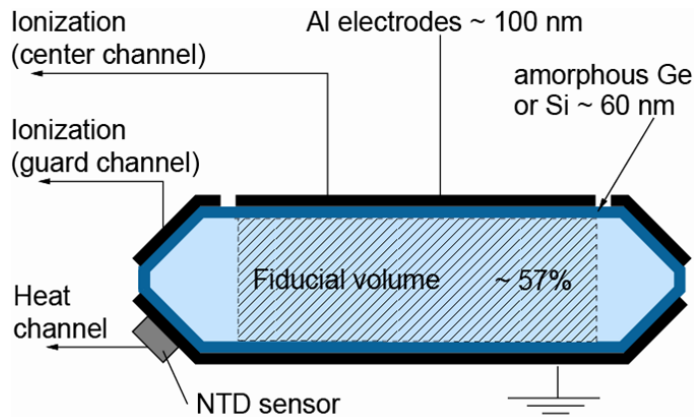 Ionization
(center channel)
Al electrodes ~ 100 nm
amorphous Ge
or Si ~ 60 nm
Ionization
(guard channel)
Fiducial volume ~ 57%
Heat
channel
NTD sensor